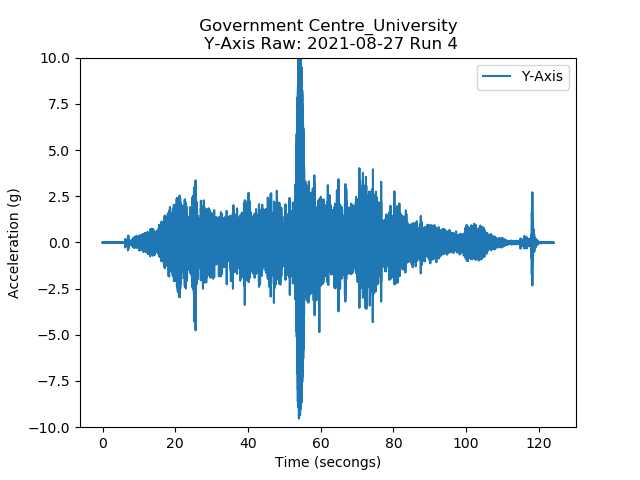 Government Centre_University
Y-Axis Raw: 2021-08-27 Run 4
10.0
7.5
5.0
2.5
0.0
−2.5
−5.0
−7.5
−10.0
Acceleration (g)
Y-Axis
0 20 40 60 80 100 120
Time (secongs)